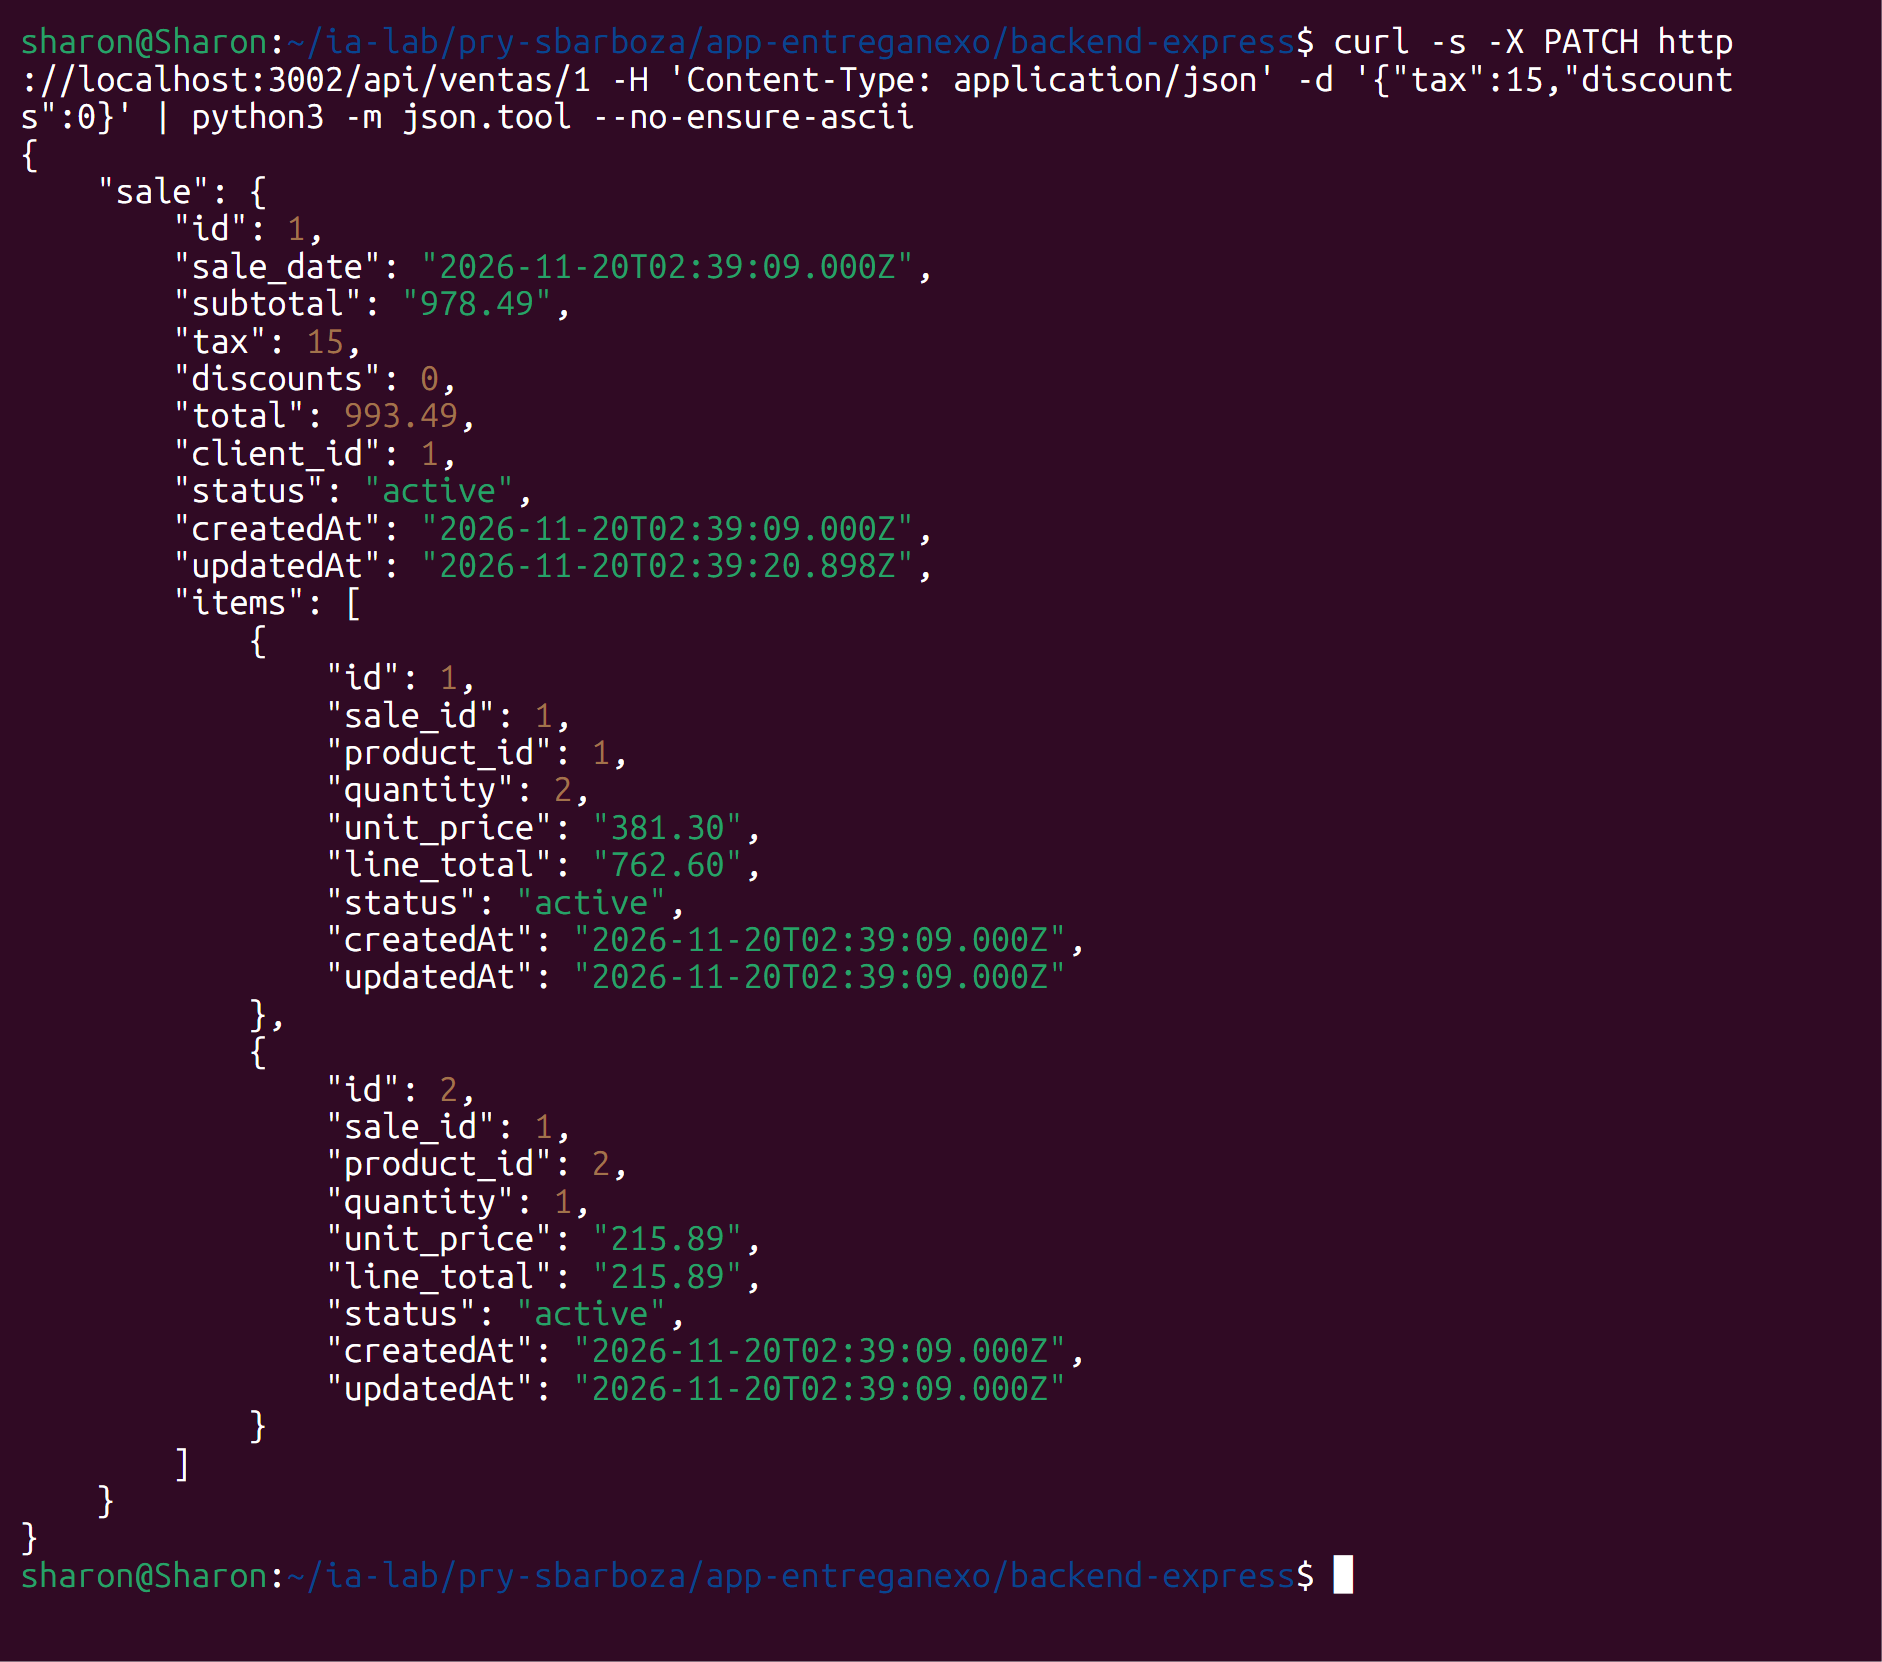 sharon@Sharon:~/ia-lab/pry-sbarboza/app-entreganexo/backend-express$ curl -s -X PATCH http
://localhost:3002/api/ventas/1 -H 'Content-Type: application/json' -d '{"tax":15,"discount
s":0}' | python3 -m json.tool --no-ensure-ascii
{
    "sale": {
        "id": 1,
        "sale_date": "2026-11-20T02:39:09.000Z",
        "subtotal": "978.49",
        "tax": 15,
        "discounts": 0,
        "total": 993.49,
        "client_id": 1,
        "status": "active",
        "createdAt": "2026-11-20T02:39:09.000Z",
        "updatedAt": "2026-11-20T02:39:20.898Z",
        "items": [
            {
                "id": 1,
                "sale_id": 1,
                "product_id": 1,
                "quantity": 2,
                "unit_price": "381.30",
                "line_total": "762.60",
                "status": "active",
                "createdAt": "2026-11-20T02:39:09.000Z",
                "updatedAt": "2026-11-20T02:39:09.000Z"
            },
            {
                "id": 2,
                "sale_id": 1,
                "product_id": 2,
                "quantity": 1,
                "unit_price": "215.89",
                "line_total": "215.89",
                "status": "active",
                "createdAt": "2026-11-20T02:39:09.000Z",
                "updatedAt": "2026-11-20T02:39:09.000Z"
            }
        ]
    }
}
sharon@Sharon:~/ia-lab/pry-sbarboza/app-entreganexo/backend-express$